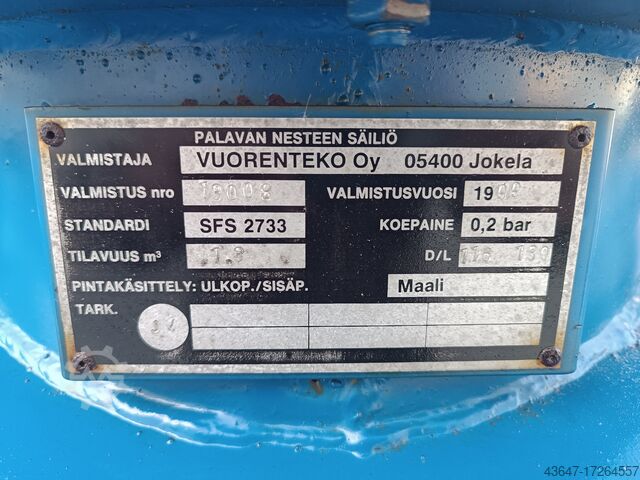 PALAVAN NESTEEN SÄILIÖ
VALMISTAJA VUORENTEKO Oy 05400 Jokela
VALMISTUS nro VALMISTUSVUOSI 19
STANDARDI SFS 2733 KOEPAINE 0,2 bar
TILAVUUS m³ D/L
PINTAKÄSITTELY: ULKOP./SISÄP. Maali
TARK.
43647-17264557